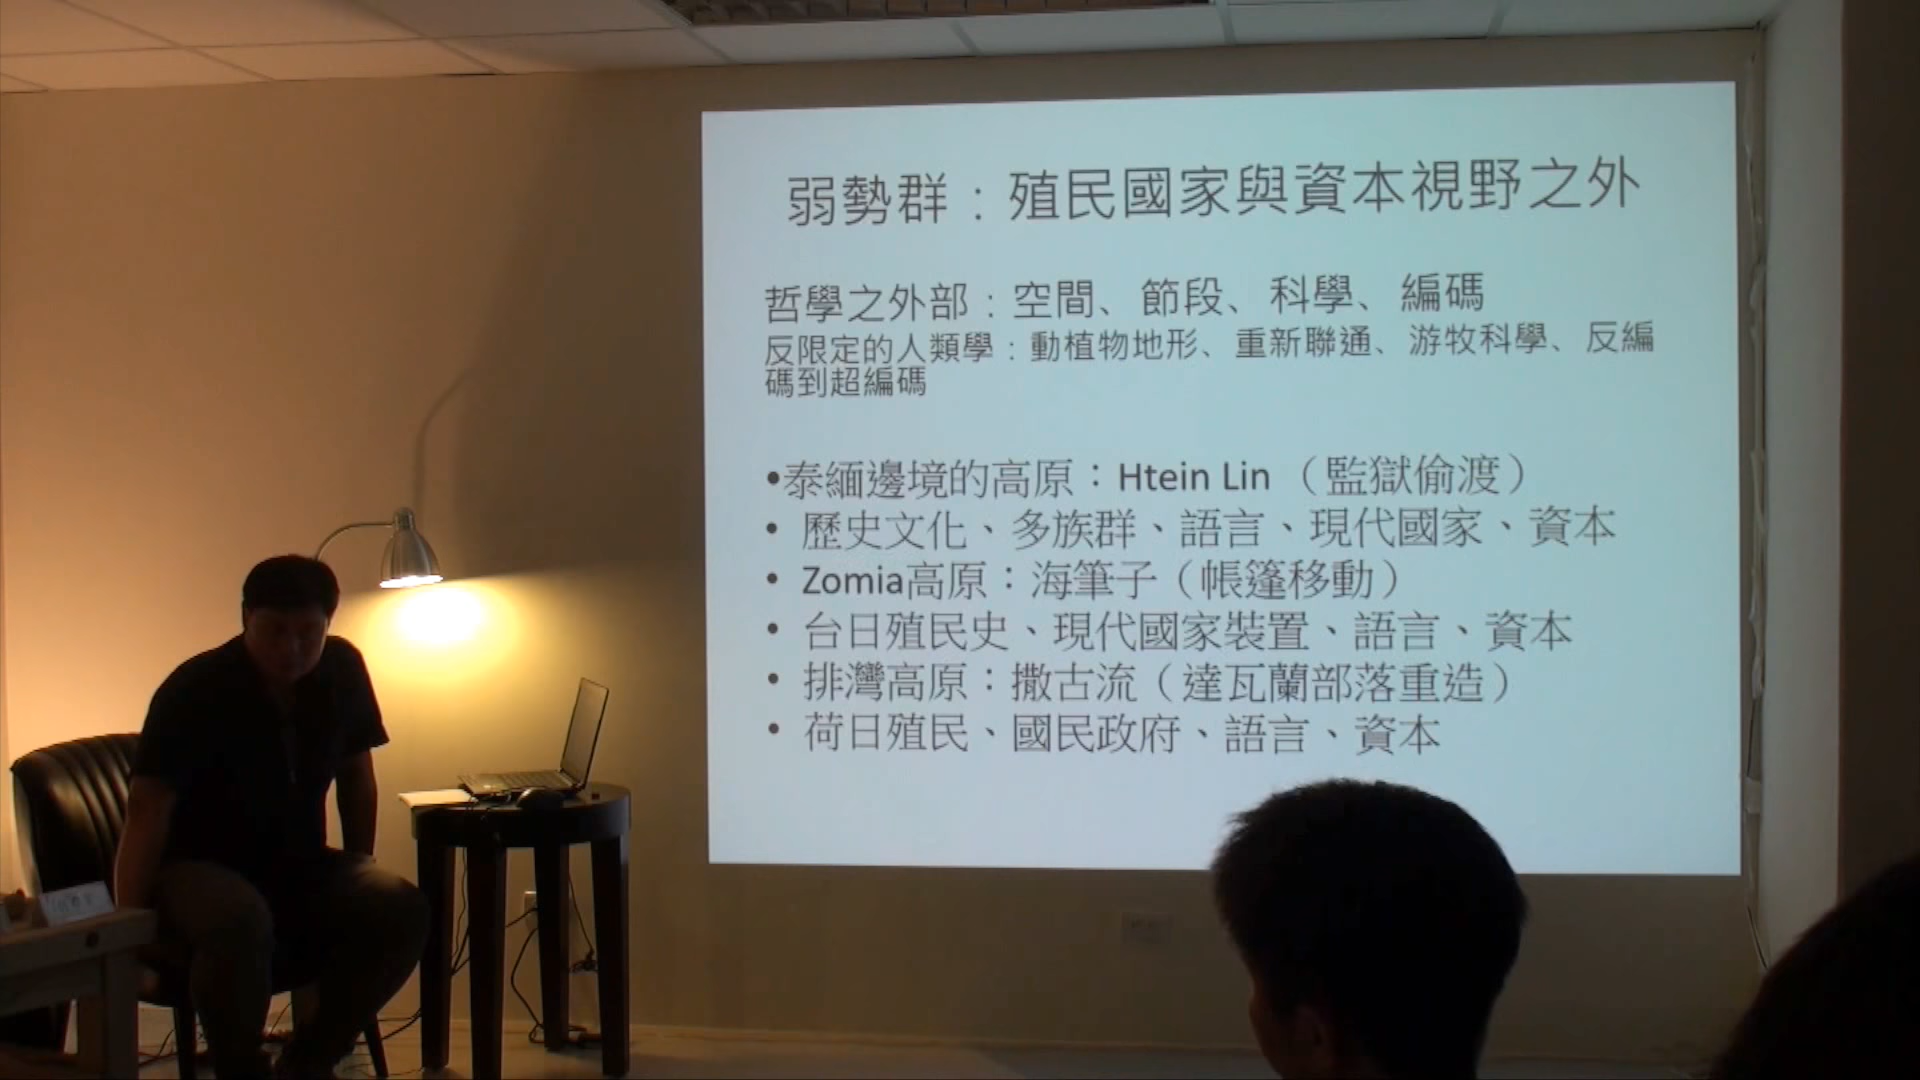 弱勢群：殖民國家與資本視野之外
哲學之外部：空間、節段、科學、編碼
反限定的人類學：動植物地形、重新聯通、游牧科學、反編
碼到超編碼
•泰緬邊境的高原：Htein Lin （監獄偷渡）
• 歷史文化、多族群、語言、現代國家、資本
• Zomia高原：海筆子（帳篷移動）
• 台日殖民史、現代國家裝置、語言、資本
• 排灣高原：撒古流（達瓦蘭部落重造）
• 荷日殖民、國民政府、語言、資本